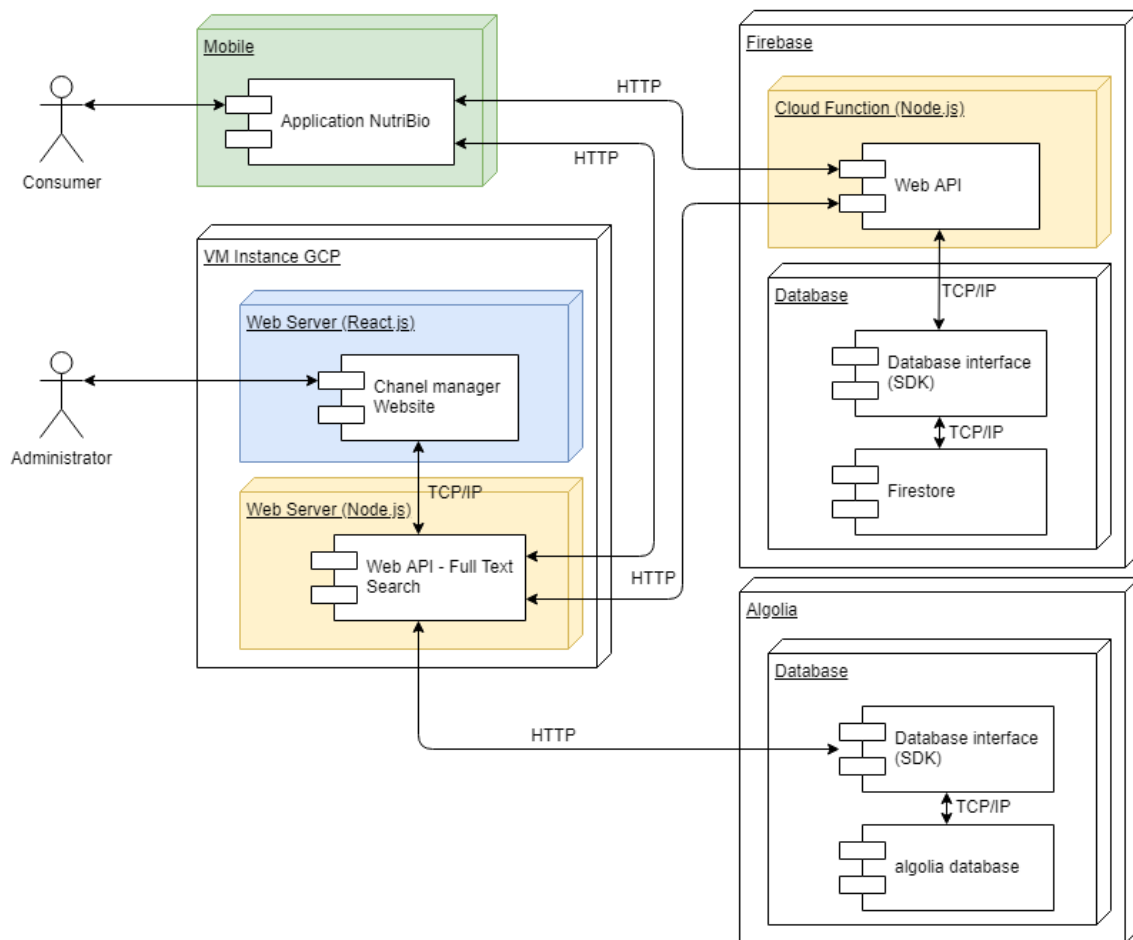 Mobile
Application NutriBio
Consumer
HTTP
HTTP
Firebase
Cloud Function (Node.js)
Web API
TCP/IP
Database
Database interface
(SDK)
TCP/IP
Firestore
VM Instance GCP
Web Server (React.js)
Chanel manager
Website
Administrator
TCP/IP
Web Server (Node.js)
Web API - Full Text
Search
HTTP
HTTP
Algolia
Database
Database interface
(SDK)
TCP/IP
algolia database